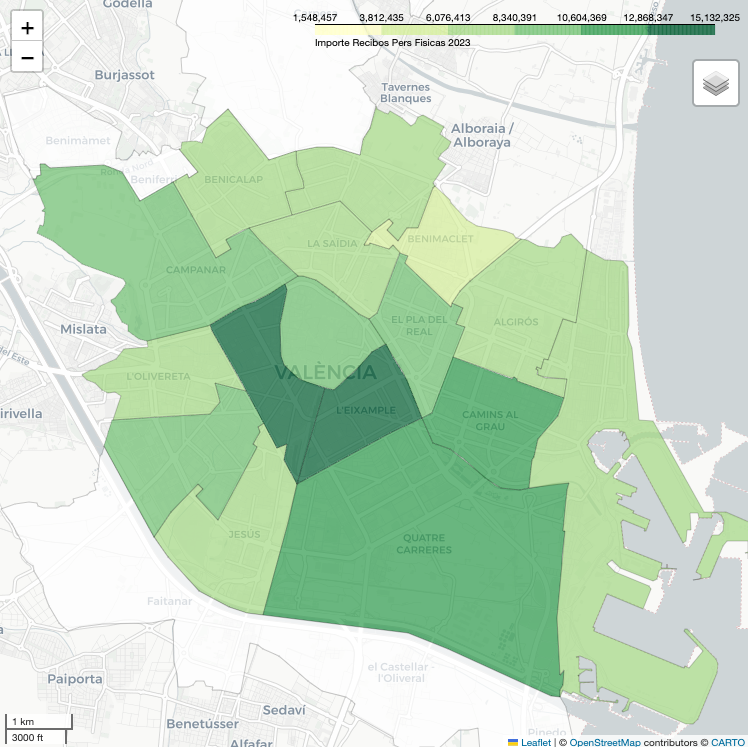 Godella
1,548,457 3,812,435 6,076,413 8,340,391 10,604,369 12,868,347 15,132,325
Importe Recibos Pers Fisicas 2023
+
−
Burjassot
Tavernes
Blanques
Alboraia /
Alboraya
Benimàmet
Beniferri
BENICALAP
LA SAÏDIA
BENIMACLET
CAMPANAR
EL PLA DEL
REAL
ALGIRÓS
Mislata
L'OLIVERETA
VALÈNCIA
L'EIXAMPLE
CAMINS AL
GRAU
irivella
JESUS
QUATRE
CARRERES
Faitanar
el Castellar -
l'Oliveral
Paiporta
Sedaví
Benetússer
Alfafar
Pinedo
1 km
3000 ft
Leaflet | © OpenStreetMap contributors © CARTO